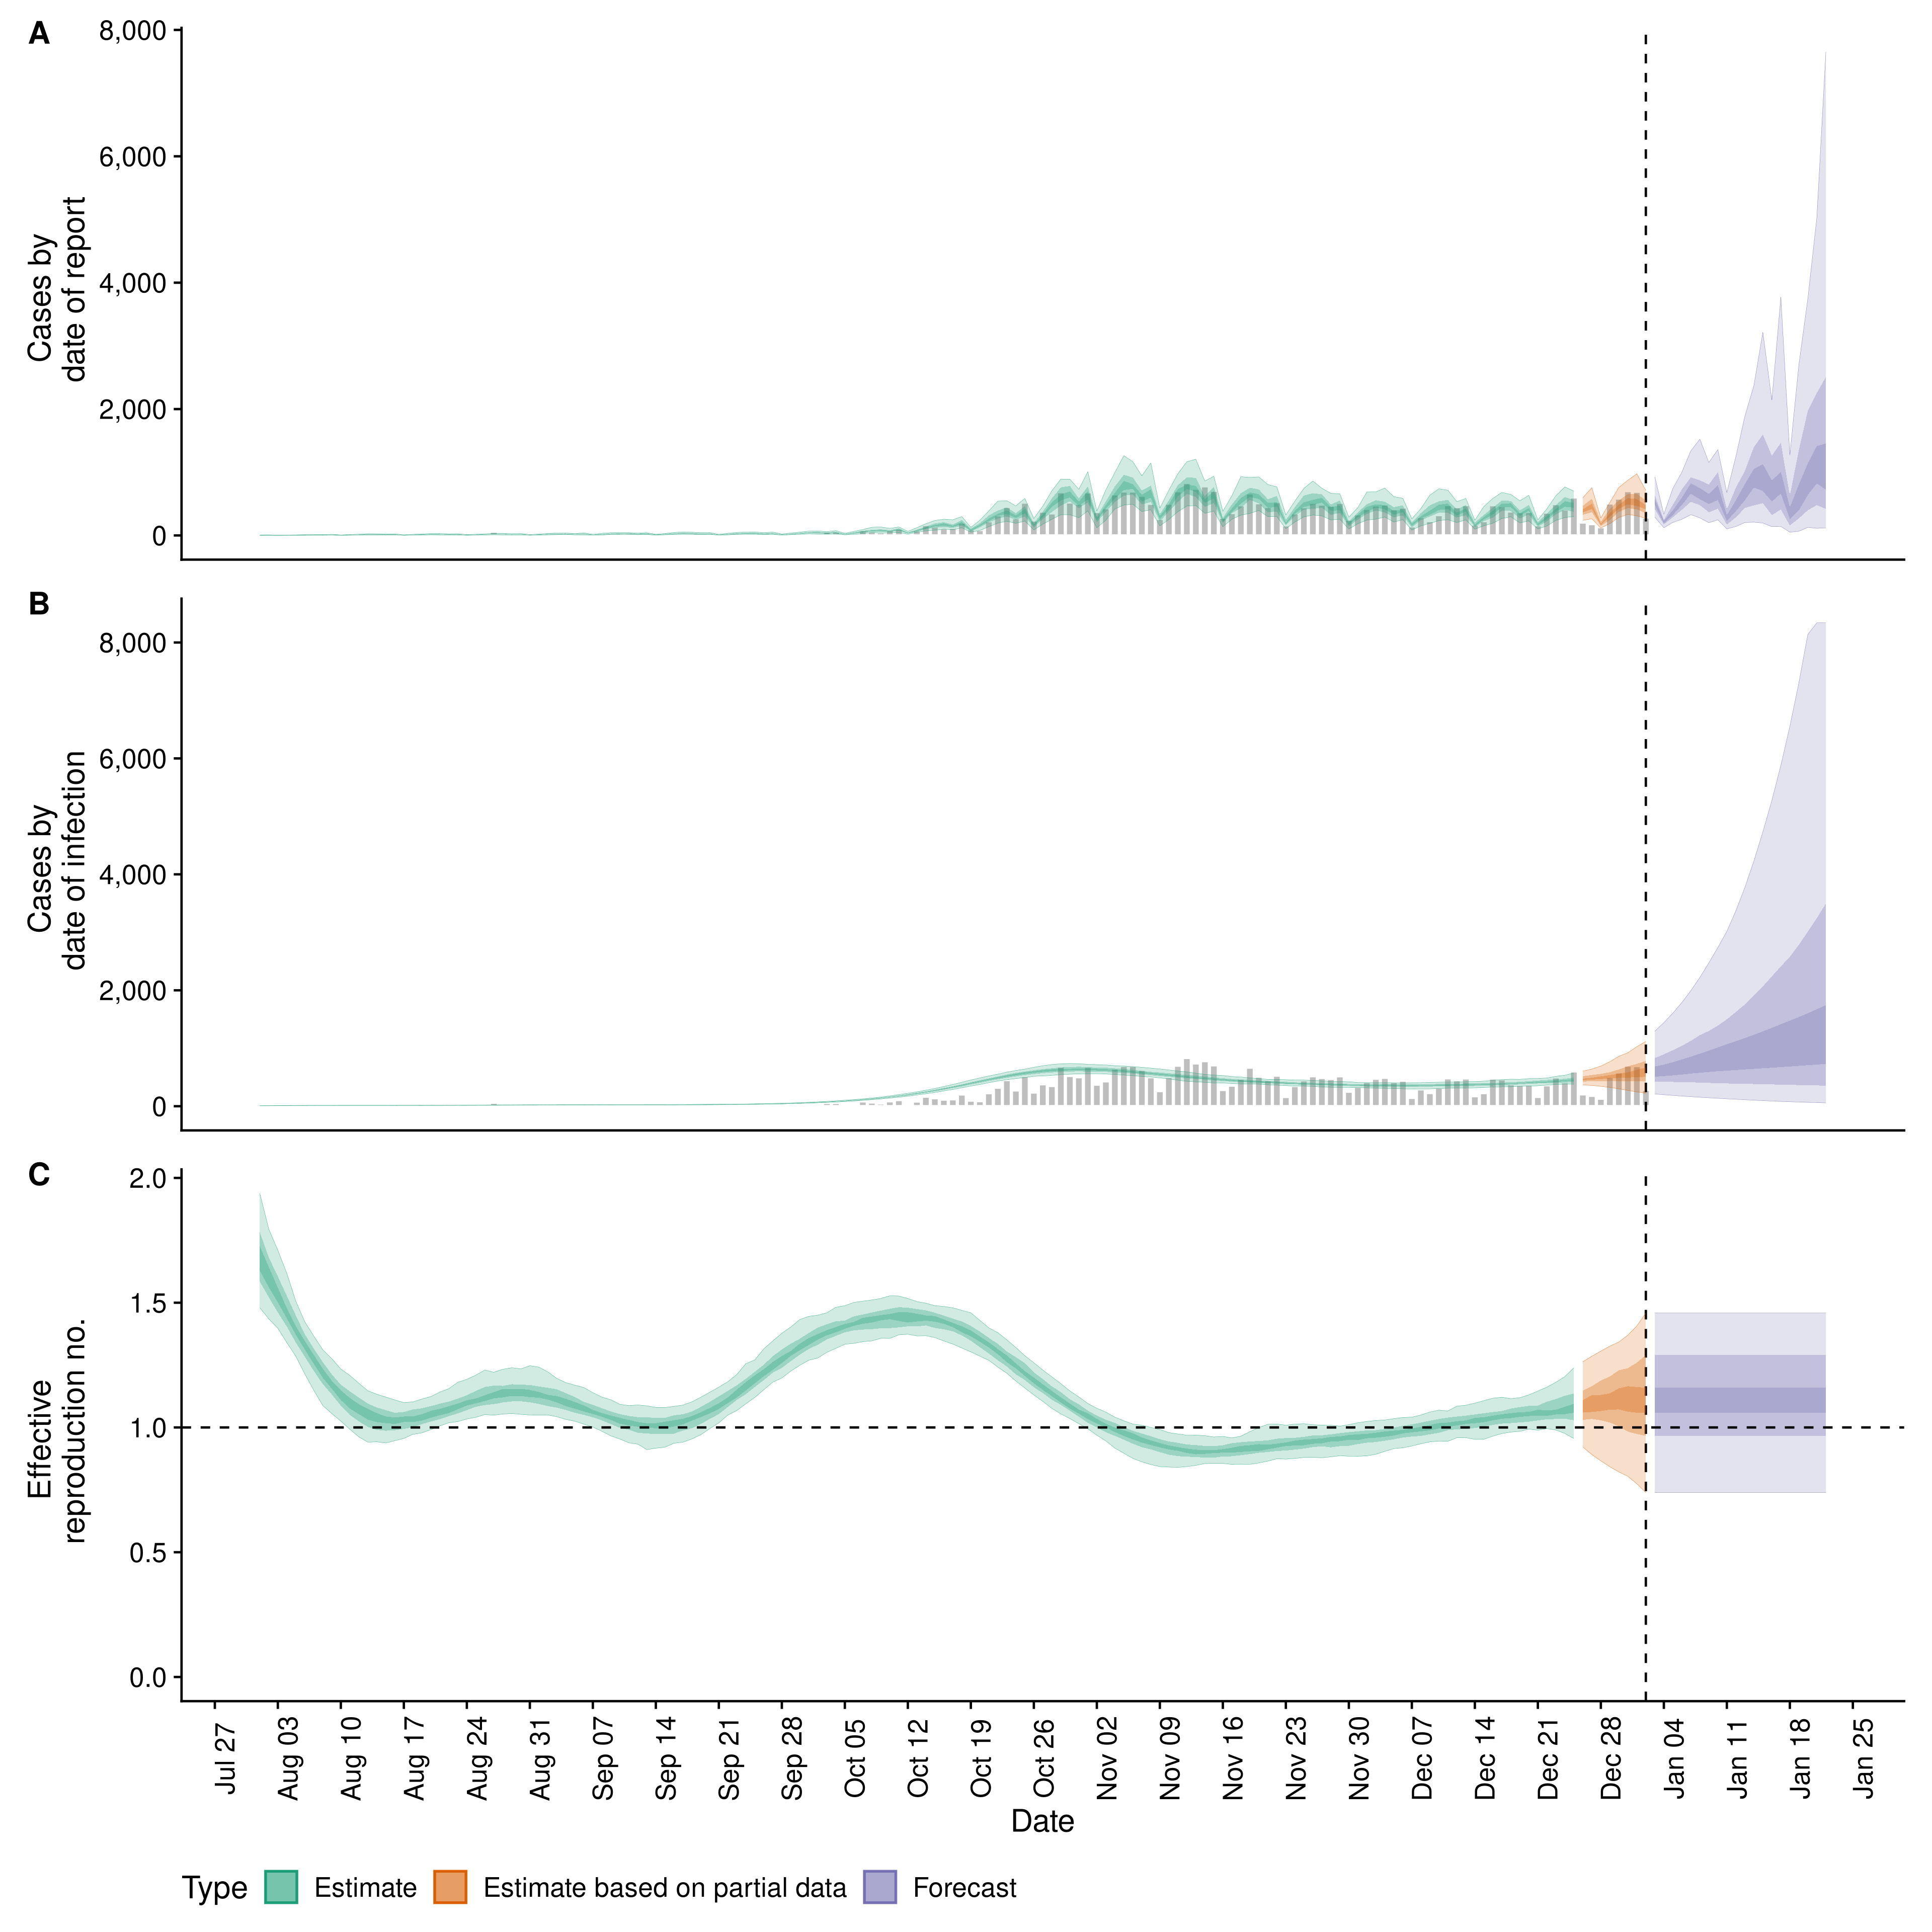 A
8,000
6,000
4,000
2,000
0
Cases by
date of report
B
8,000
6,000
4,000
2,000
0
Cases by
date of infection
C
2.0
1.5
1.0
0.5
0.0
Effective
reproduction no.
Jul 27
Aug 03
Aug 10
Aug 17
Aug 24
Aug 31
Sep 07
Sep 14
Sep 21
Sep 28
Oct 05
Oct 12
Oct 19
Oct 26
Nov 02
Nov 09
Nov 16
Nov 23
Nov 30
Dec 07
Dec 14
Dec 21
Dec 28
Jan 04
Jan 11
Jan 18
Jan 25
Date
Type Estimate Estimate based on partial data Forecast